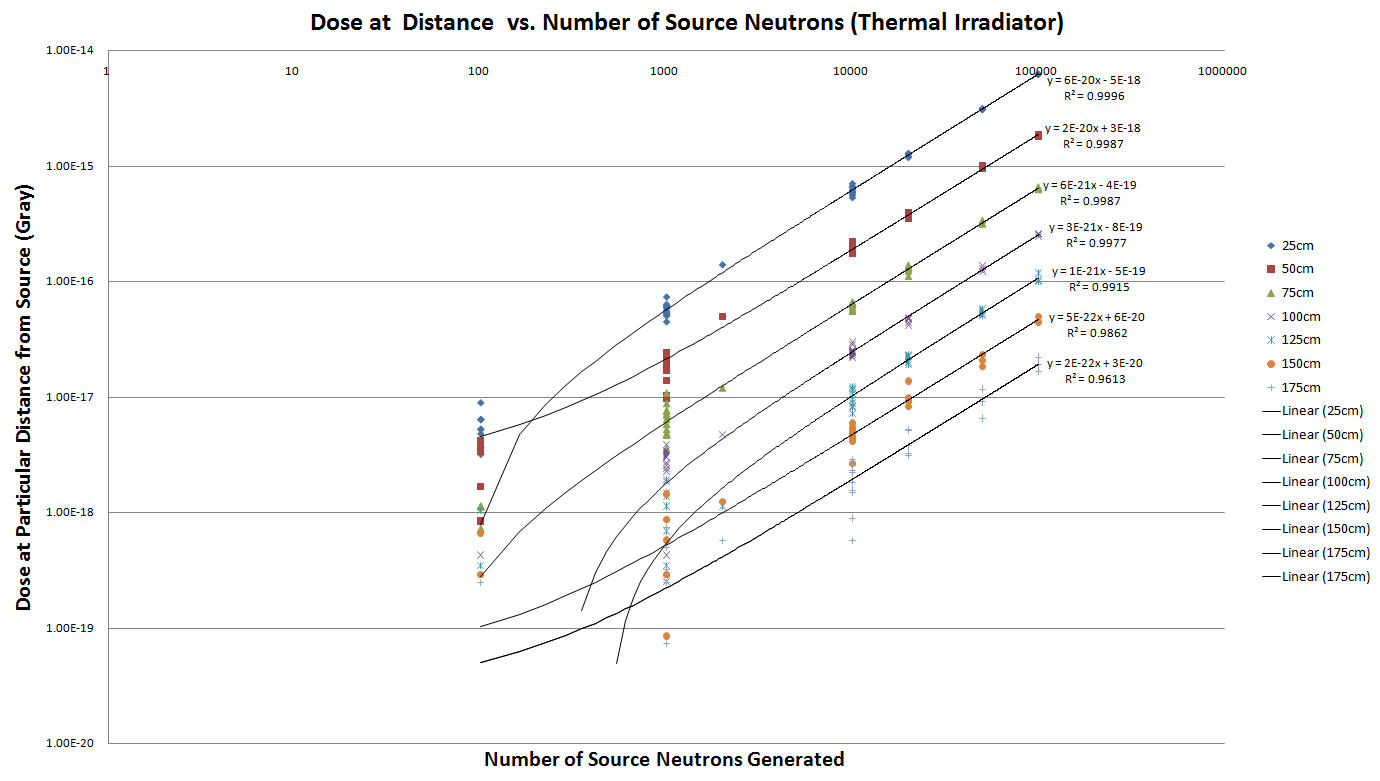 Dose at Distance vs. Number of Source Neutrons (Thermal Irradiator)
1.00E-14
1 10 100 1000 10000 100000 1000000
y = 6E-20x - 5E-18
R² = 0.9996
y = 2E-20x + 3E-18
R² = 0.9987
1.00E-15
y = 6E-21x - 4E-19
R² = 0.9987
y = 3E-21x - 8E-19
R² = 0.9977
1.00E-16
y = 1E-21x - 5E-19
R² = 0.9915
y = 5E-22x + 6E-20
R² = 0.9862
y = 2E-22x + 3E-20
R² = 0.9613
1.00E-17
1.00E-18
1.00E-19
1.00E-20
Dose at Particular Distance from Source (Gray)
Number of Source Neutrons Generated
25cm
50cm
75cm
100cm
125cm
150cm
175cm
Linear (25cm)
Linear (50cm)
Linear (75cm)
Linear (100cm)
Linear (125cm)
Linear (150cm)
Linear (175cm)
Linear (175cm)